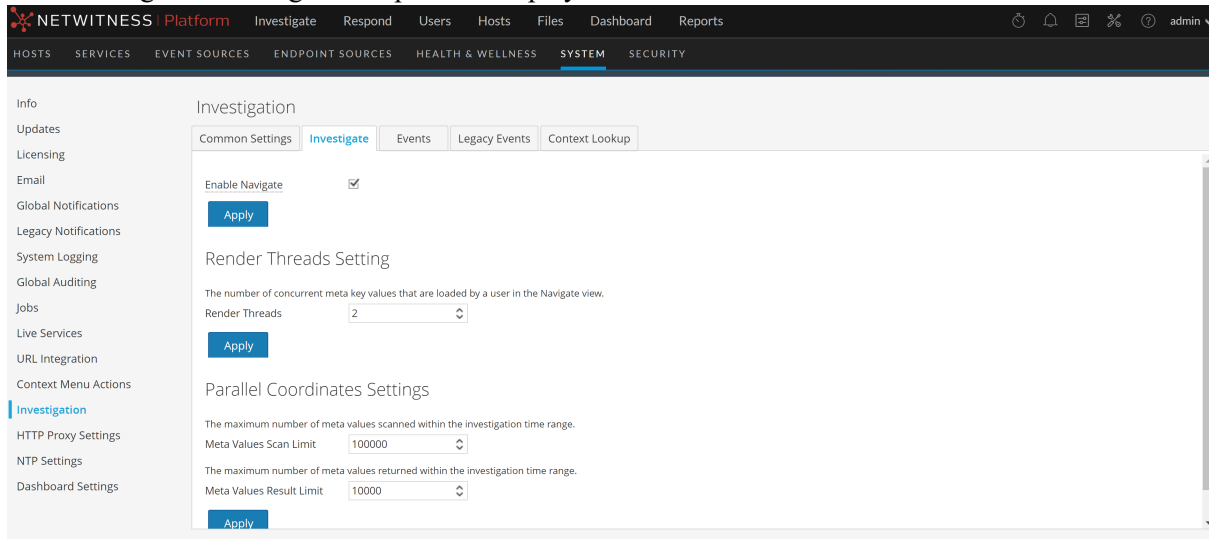 NETWITNESS | Platform Investigate Respond Users Hosts Files Dashboard Reports admin
HOSTS SERVICES EVENT SOURCES ENDPOINT SOURCES HEALTH & WELLNESS SYSTEM SECURITY
Info
Updates
Licensing
Email
Global Notifications
Legacy Notifications
System Logging
Global Auditing
Jobs
Live Services
URL Integration
Context Menu Actions
Investigation
HTTP Proxy Settings
NTP Settings
Dashboard Settings
Investigation
Common Settings Investigate Events Legacy Events Context Lookup
Enable Navigate
Apply
Render Threads Setting
The number of concurrent meta key values that are loaded by a user in the Navigate view.
Render Threads 2
Apply
Parallel Coordinates Settings
The maximum number of meta values scanned within the investigation time range.
Meta Values Scan Limit 100000
The maximum number of meta values returned within the investigation time range.
Meta Values Result Limit 10000
Apply